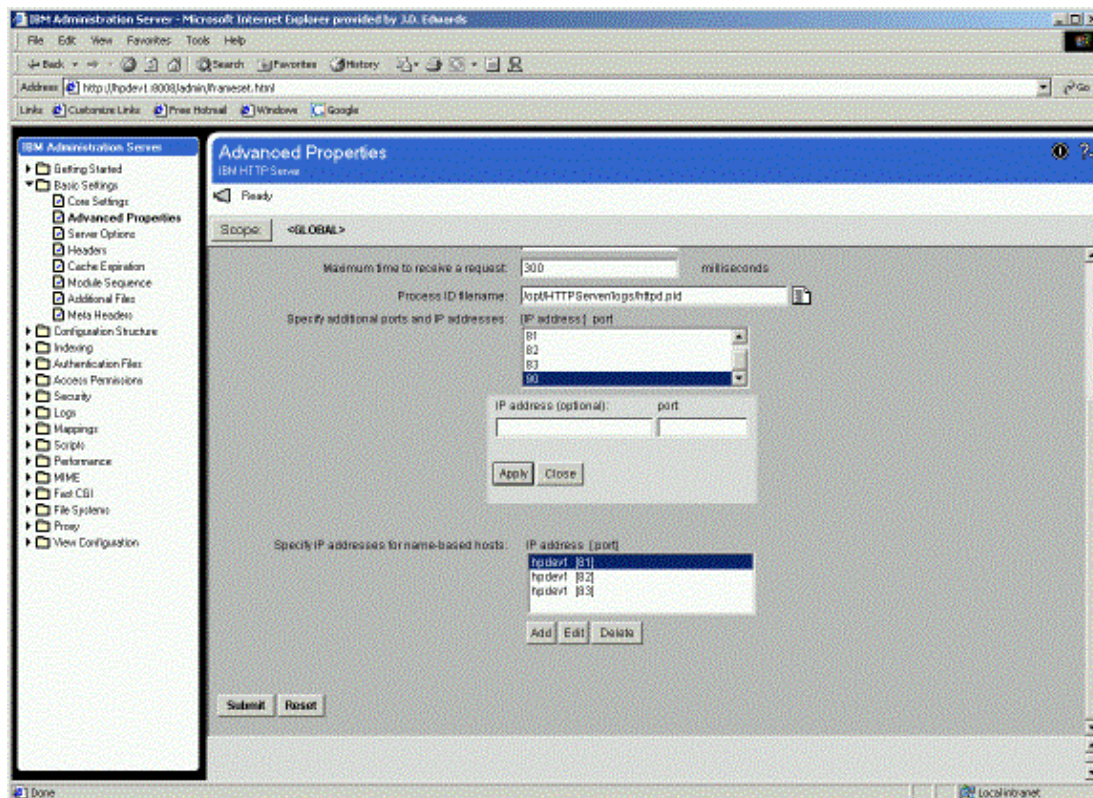 IBM Administration Server - Microsoft Internet Explorer provided by J.D. Edwards
File Edit View Favorites Tools Help
Back Search Favorites History
Address http://hpdev1:8008/admin/frameset.html Go
Links Customize Links Free Hotmail Windows Google
IBM Administration Server
Getting Started
Basic Settings
Core Settings
Advanced Properties
Server Options
Headers
Cache Expiration
Module Sequence
Additional Files
Meta Headers
Configuration Structure
Indexing
Authentication Files
Access Permissions
Security
Logs
Mappings
Scripts
Performance
MIME
Fast CGI
File Systems
Proxy
View Configuration
Advanced Properties
IBM HTTP Server
Ready
Scope: <GLOBAL>
Maximum time to receive a request: 300 milliseconds
Process ID filename: /opt/HTTPServer/logs/httpd.pid
Specify additional ports and IP addresses: [IP address] port
81
82
83
80
IP address (optional): port
Apply Close
Specify IP addresses for name-based hosts: IP address [:port]
hpdev1 [81]
hpdev1 [82]
hpdev1 [83]
Add Edit Delete
Submit Reset
Done Local intranet